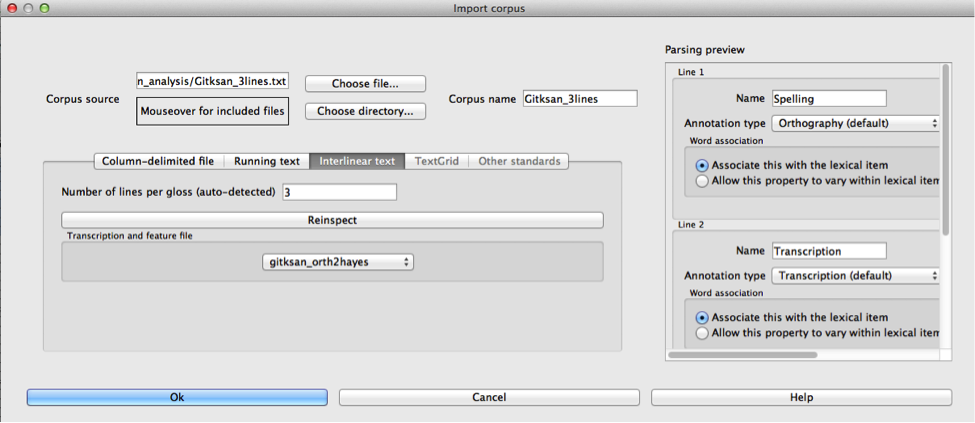 Import corpus
Corpus source
n_analysis/Gitksan_3lines.txt
Choose file...
Mouseover for included files
Choose directory...
Corpus name
Gitksan_3lines
Column-delimited file
Running text
Interlinear text
TextGrid
Other standards
Number of lines per gloss (auto-detected)
3
Reinspect
Transcription and feature file
gitksan_orth2hayes
Parsing preview
Line 1
Name
Spelling
Annotation type
Orthography (default)
Word association
Associate this with the lexical item
Allow this property to vary within lexical item
Line 2
Name
Transcription
Annotation type
Transcription (default)
Word association
Associate this with the lexical item
Allow this property to vary within lexical item
Ok
Cancel
Help